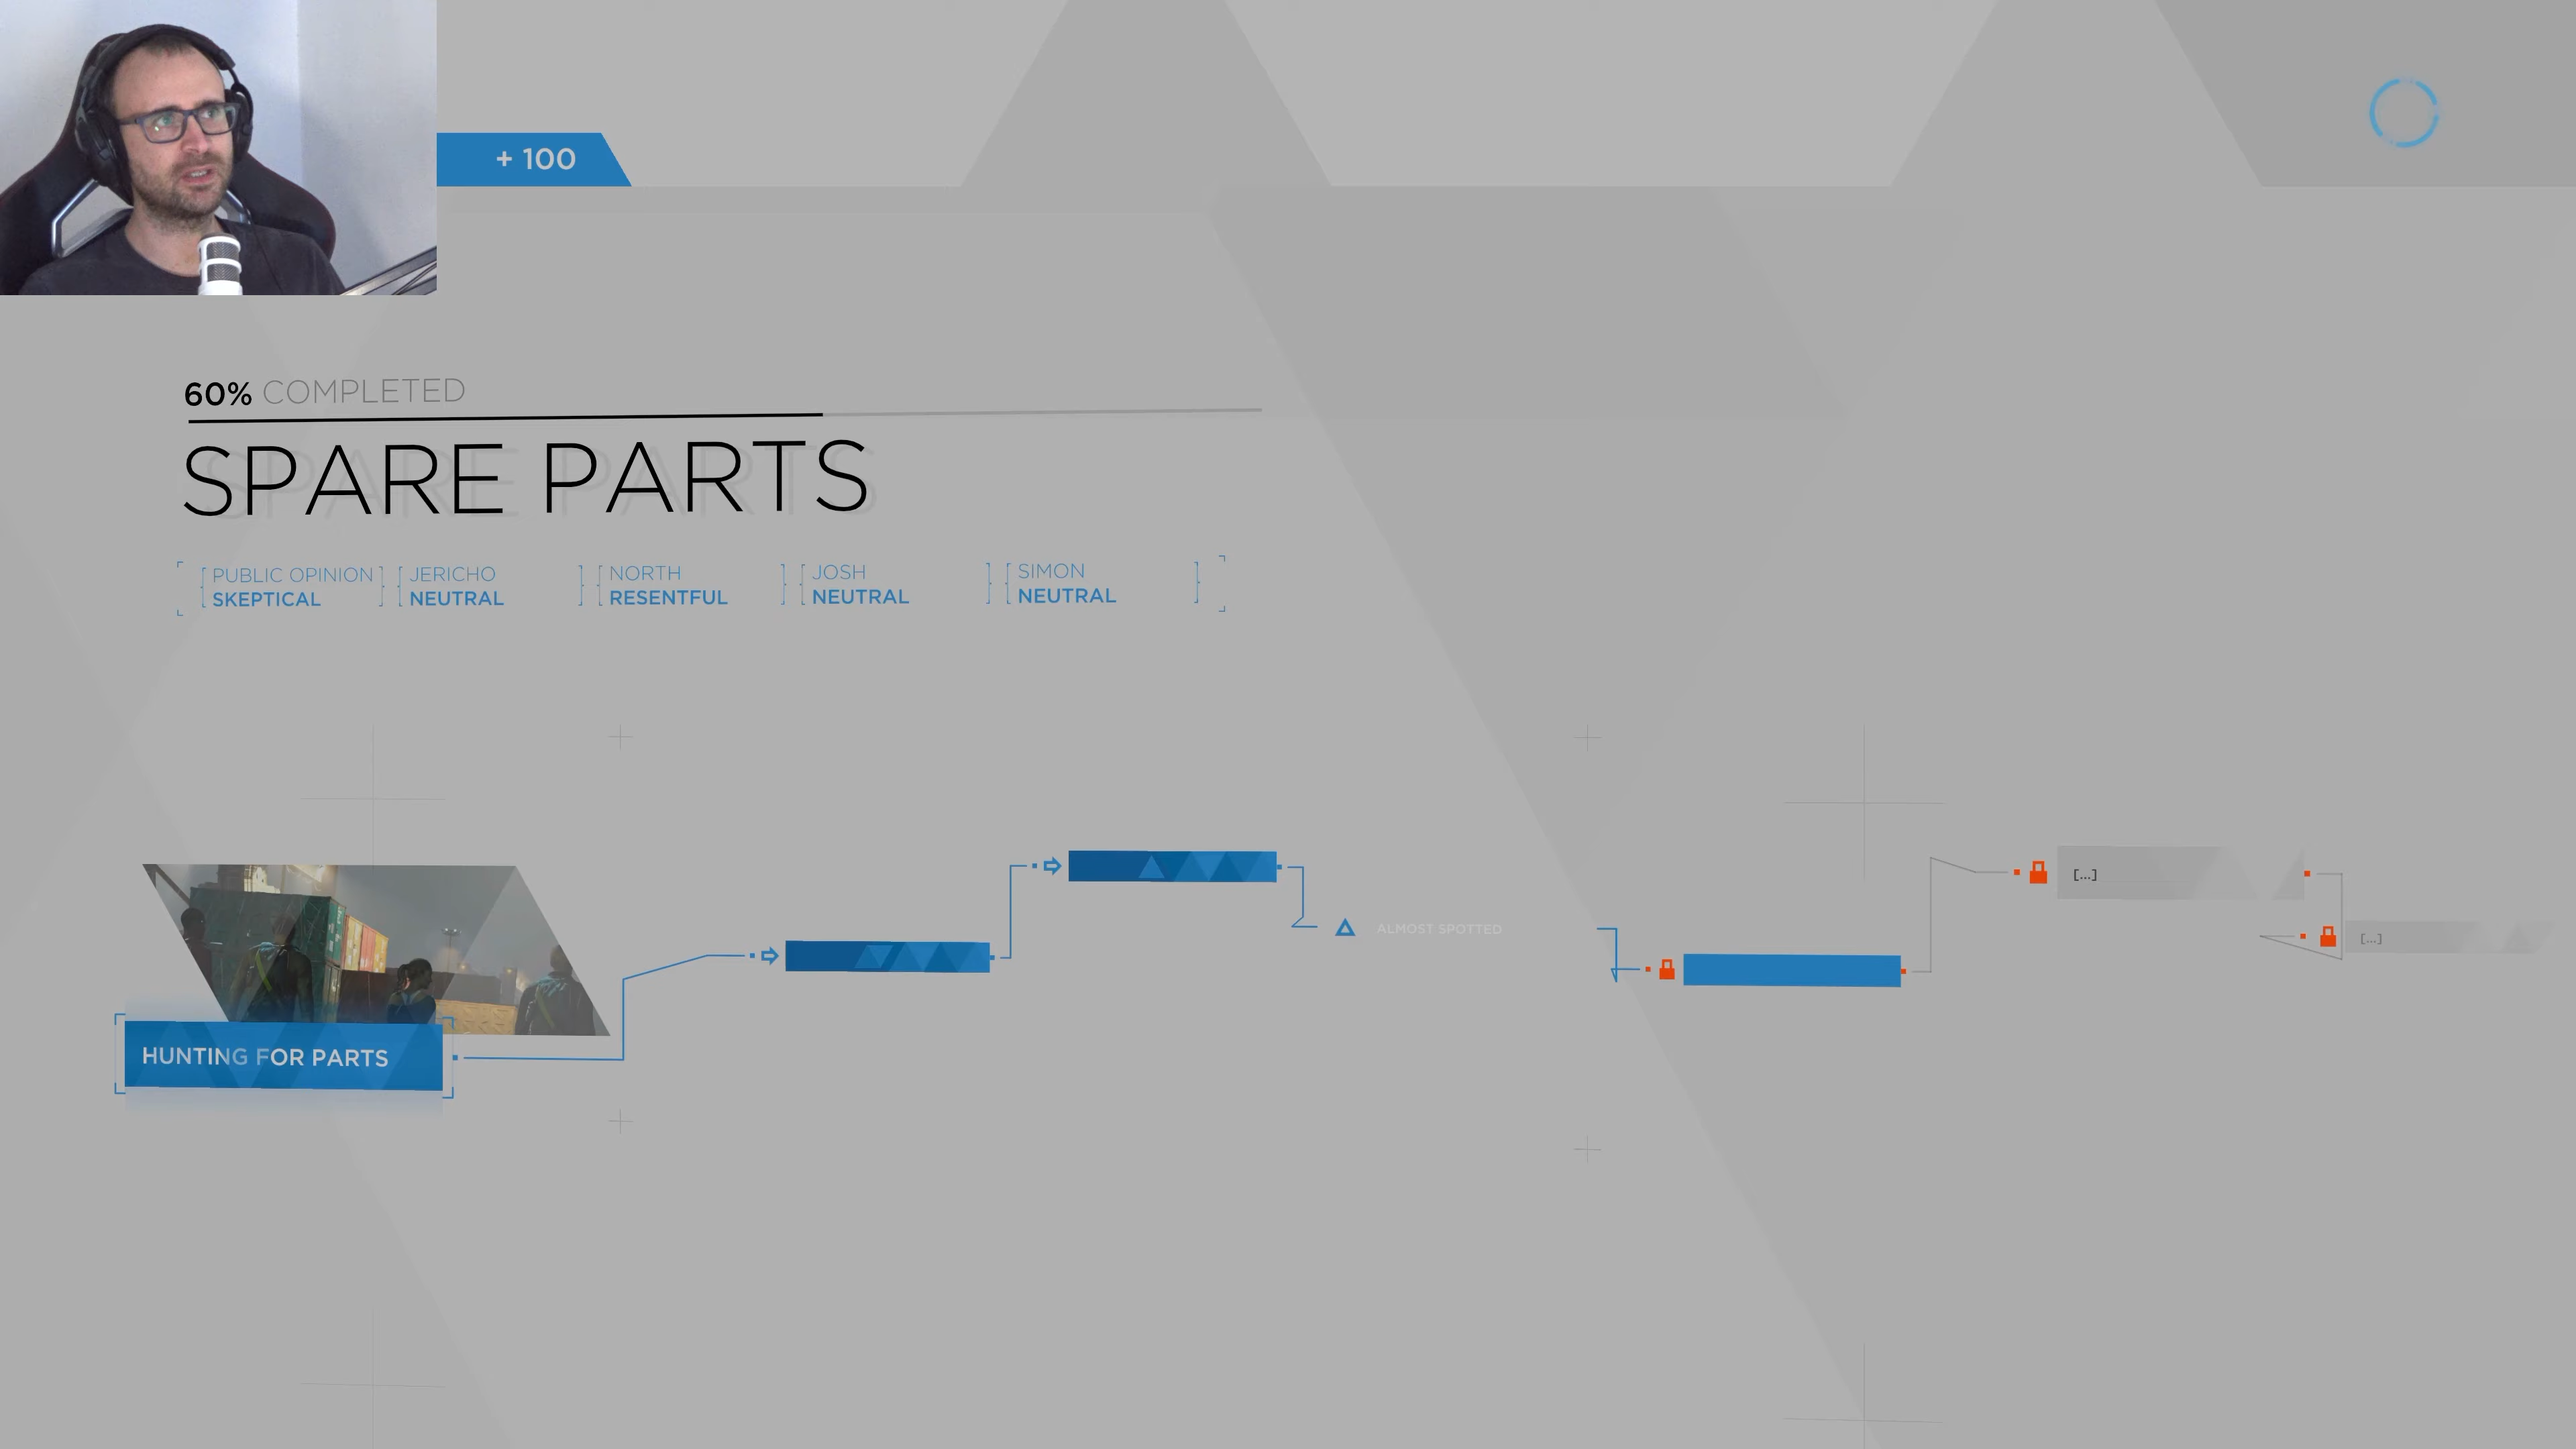 + 100
60% COMPLETED
SPARE PARTS
PUBLIC OPINION
SKEPTICAL
JERICHO
NEUTRAL
NORTH
RESENTFUL
JOSH
NEUTRAL
SIMON
NEUTRAL
[...]
ALMOST SPOTTED
[...]
HUNTING FOR PARTS